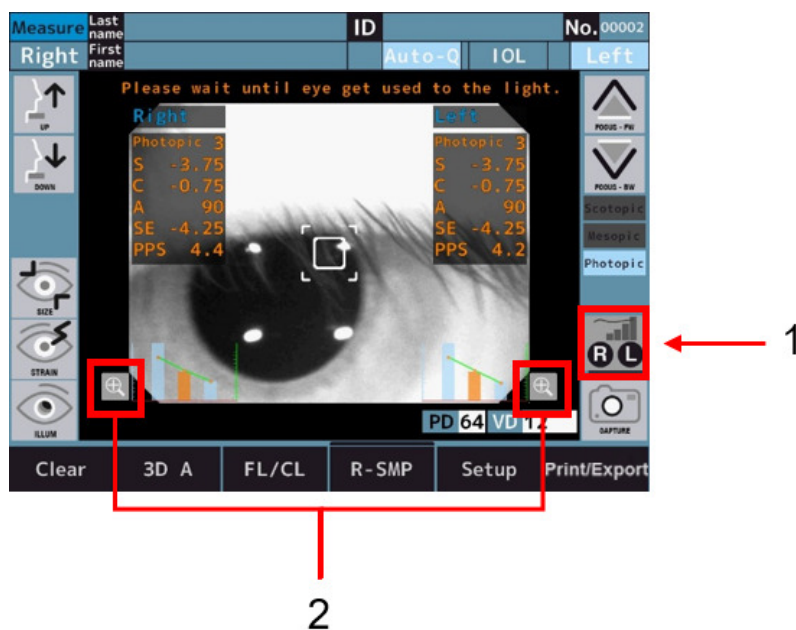 Measure Last name ID No. 00002
Right First name Auto-Q IOL Left
Please wait until eye get used to the light.
UP
DOWN
SIZE
STRAIN
ILLUM
Right
Photopic 3
S -3.75
C -0.75
A 90
SE -4.25
PPS 4.4
Left
Photopic 3
S -3.75
C -0.75
A 90
SE -4.25
PPS 4.2
FOCUS - FW
FOCUS - BW
Scotopic
Mesopic
Photopic
R L
1
CAPTURE
PD 64 VD 12
Clear 3D A FL/CL R-SMP Setup Print/Export
2